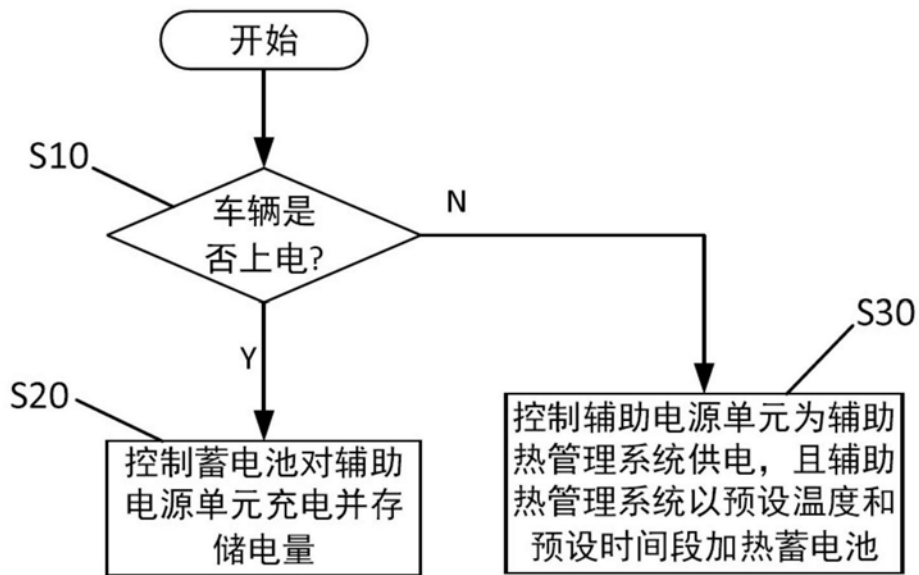 开始
S10
车辆是
否上电?
N
Y
S30
S20
控制蓄电池对辅助
电源单元充电并存
储电量
控制辅助电源单元为辅助
热管理系统供电，且辅助
热管理系统以预设温度和
预设时间段加热蓄电池